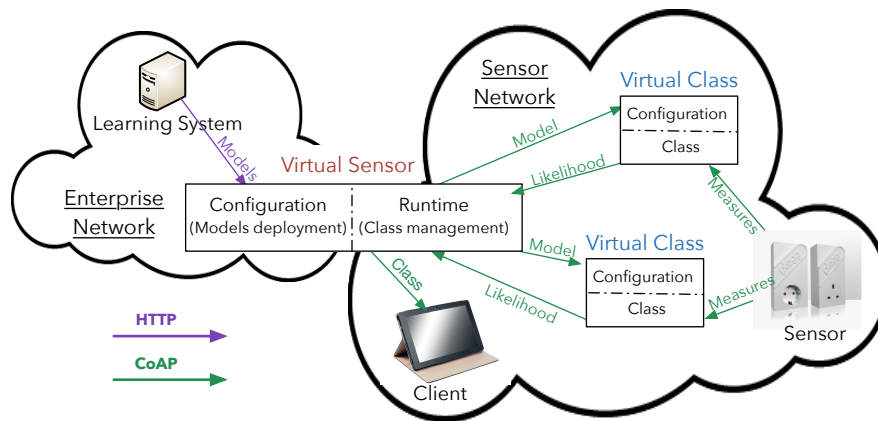 Learning System
Models
Enterprise
Network
Virtual Sensor
Configuration
(Models deployment)
Runtime
(Class management)
Sensor
Network
Virtual Class
Configuration
Class
Model
Likelihood
Measures
Virtual Class
Configuration
Class
Model
Likelihood
Measures
Sensor
Class
Client
HTTP
CoAP